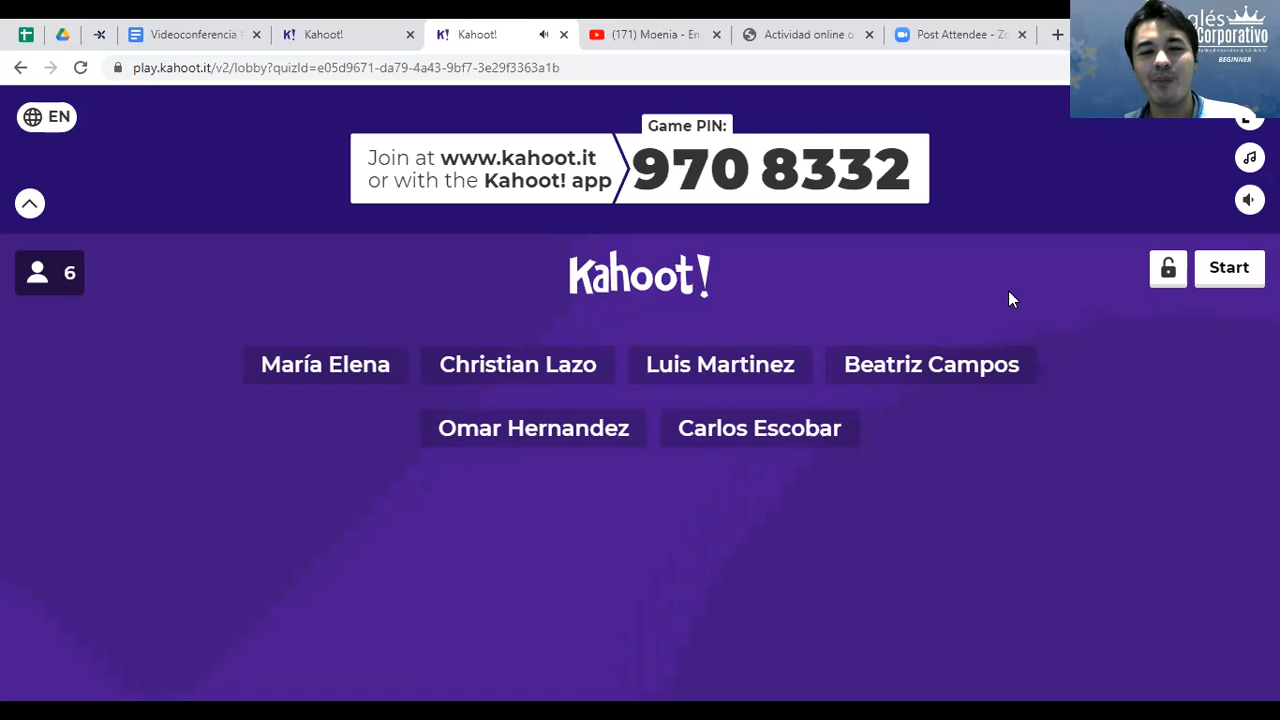 Videoconferencia A
Kahoot!
Kahoot!
(171) Moenia - En
Actividad online o
Post Attendee - Zo
play.kahoot.it/v2/lobby?quizId=e05d9671-da79-4a43-9bf7-3e29f3363a1b
glés
Corporativo
BEGINNER
EN
Join at www.kahoot.it
or with the Kahoot! app
Game PIN:
970 8332
6
Kahoot!
Start
María Elena
Christian Lazo
Luis Martinez
Beatriz Campos
Omar Hernandez
Carlos Escobar